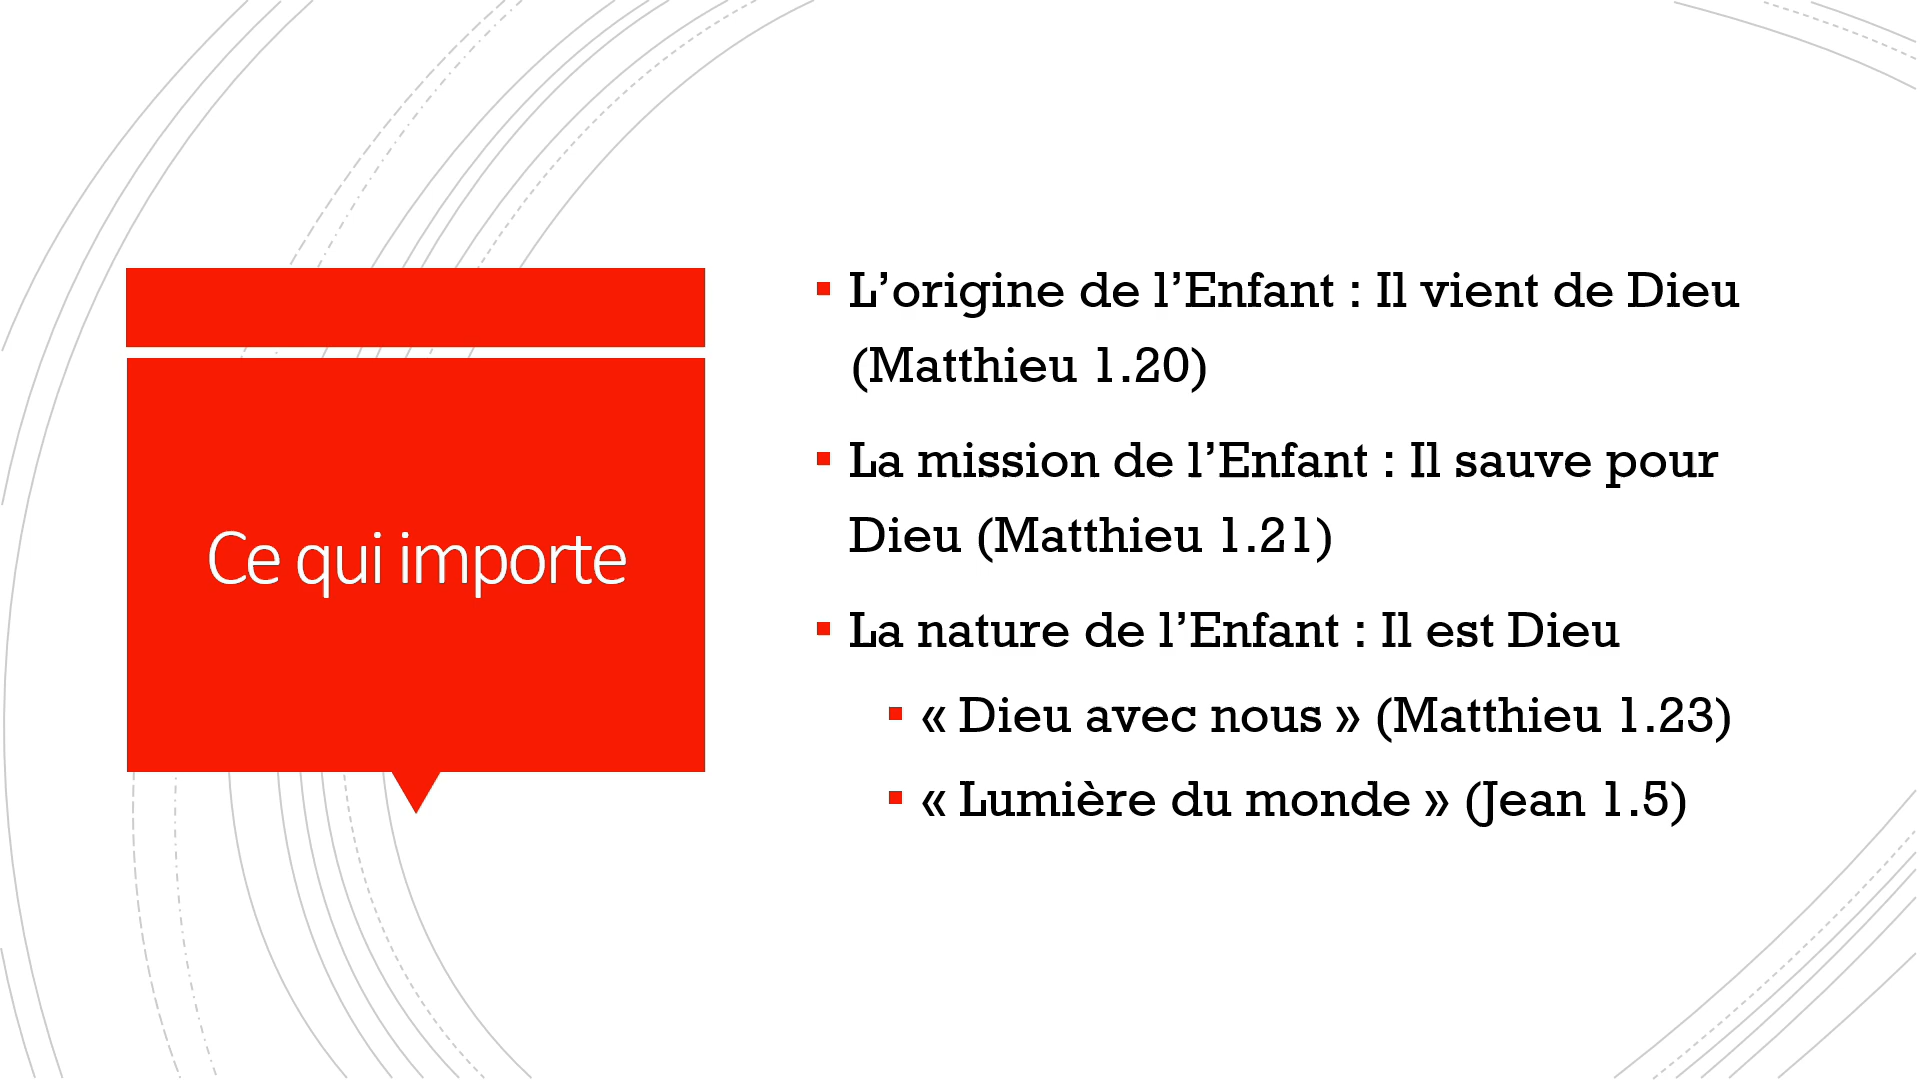 Ce qui importe
L’origine de l’Enfant : Il vient de Dieu
(Matthieu 1.20)
La mission de l’Enfant : Il sauve pour
Dieu (Matthieu 1.21)
La nature de l’Enfant : Il est Dieu
« Dieu avec nous » (Matthieu 1.23)
« Lumière du monde » (Jean 1.5)